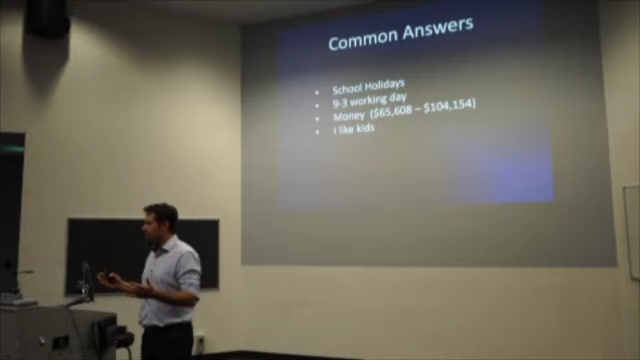 Common Answers
• School Holidays
• 9-3 working day
• Money ($65,608 – $104,154)
• I like kids